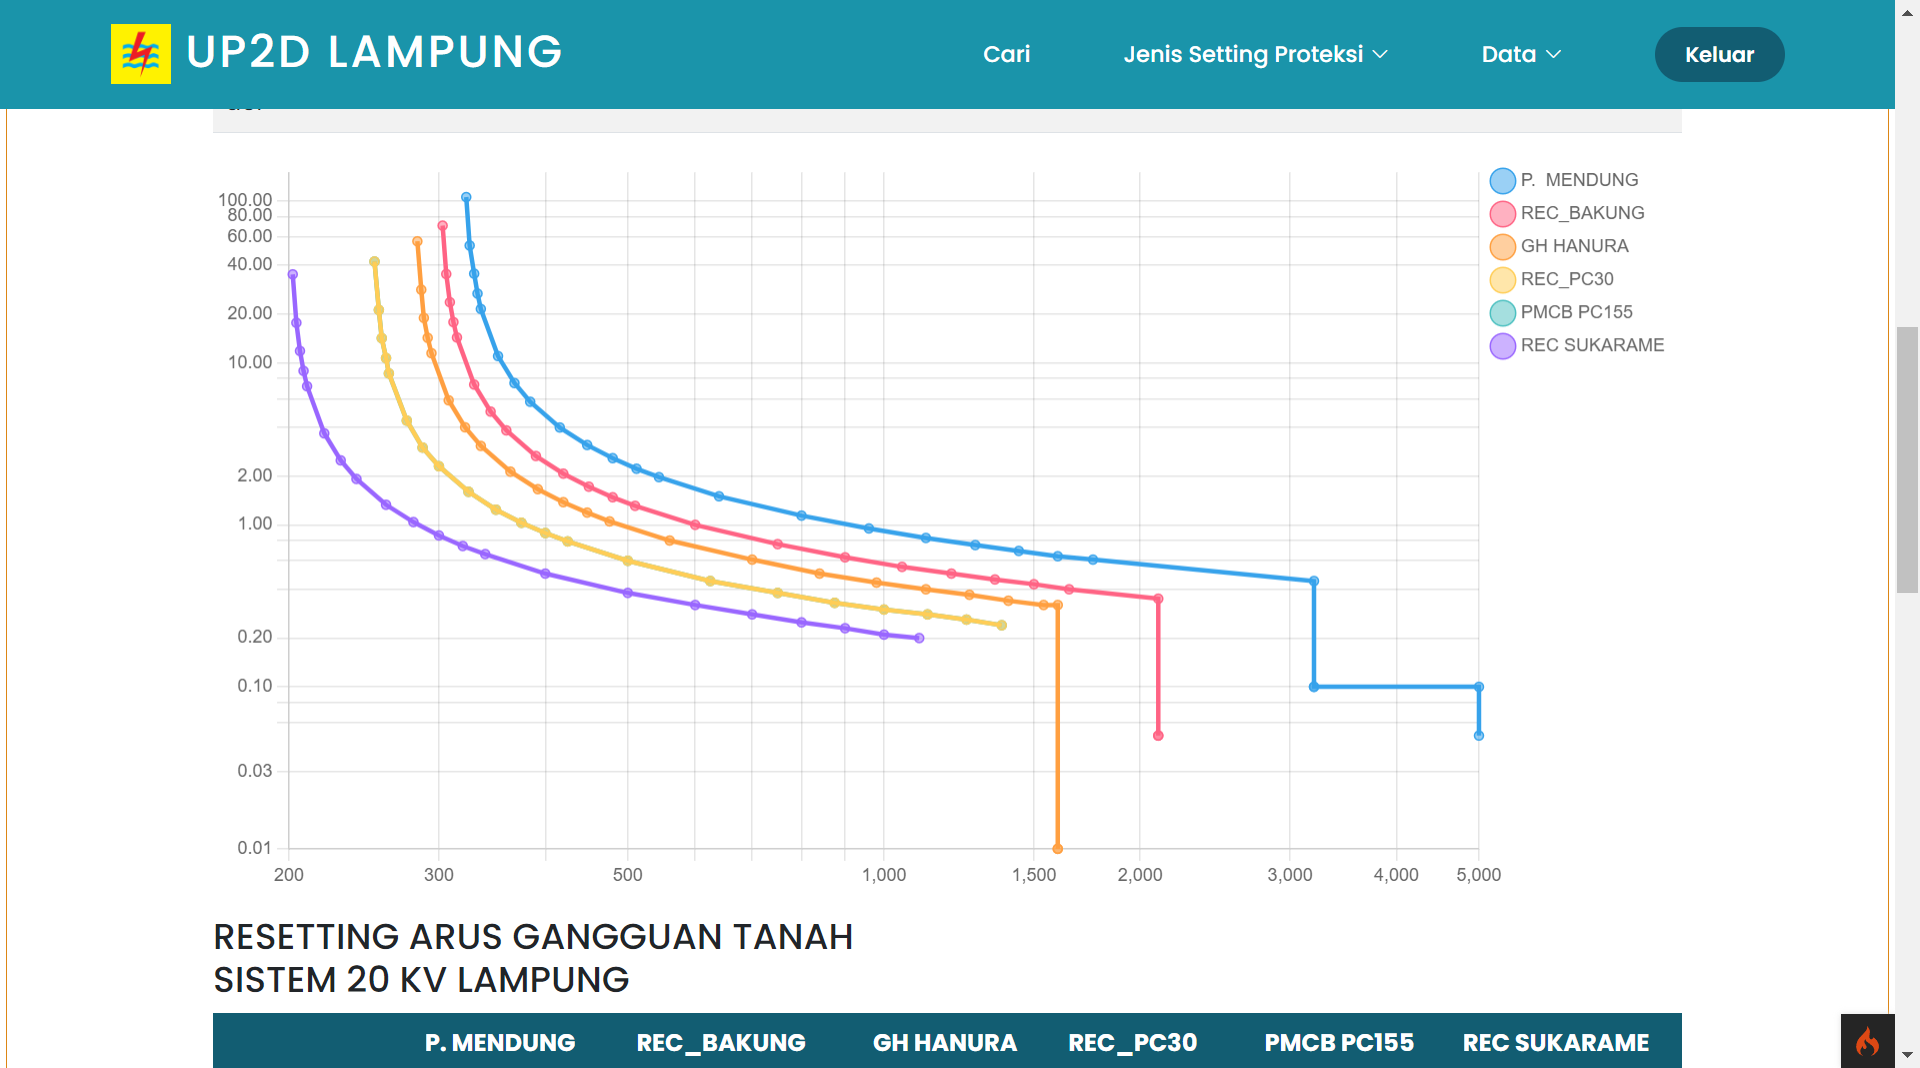 UP2D LAMPUNG
Cari
Jenis Setting Proteksi
Data
Keluar
P. MENDUNG
REC_BAKUNG
GH HANURA
REC_PC30
PMCB PC155
REC SUKARAME
100.00
80.00
60.00
40.00
20.00
10.00
2.00
1.00
0.20
0.10
0.03
0.01
200 300 500 1,000 1,500 2,000 3,000 4,000 5,000
RESETTING ARUS GANGGUAN TANAH
SISTEM 20 KV LAMPUNG
P. MENDUNG REC_BAKUNG GH HANURA REC_PC30 PMCB PC155 REC SUKARAME